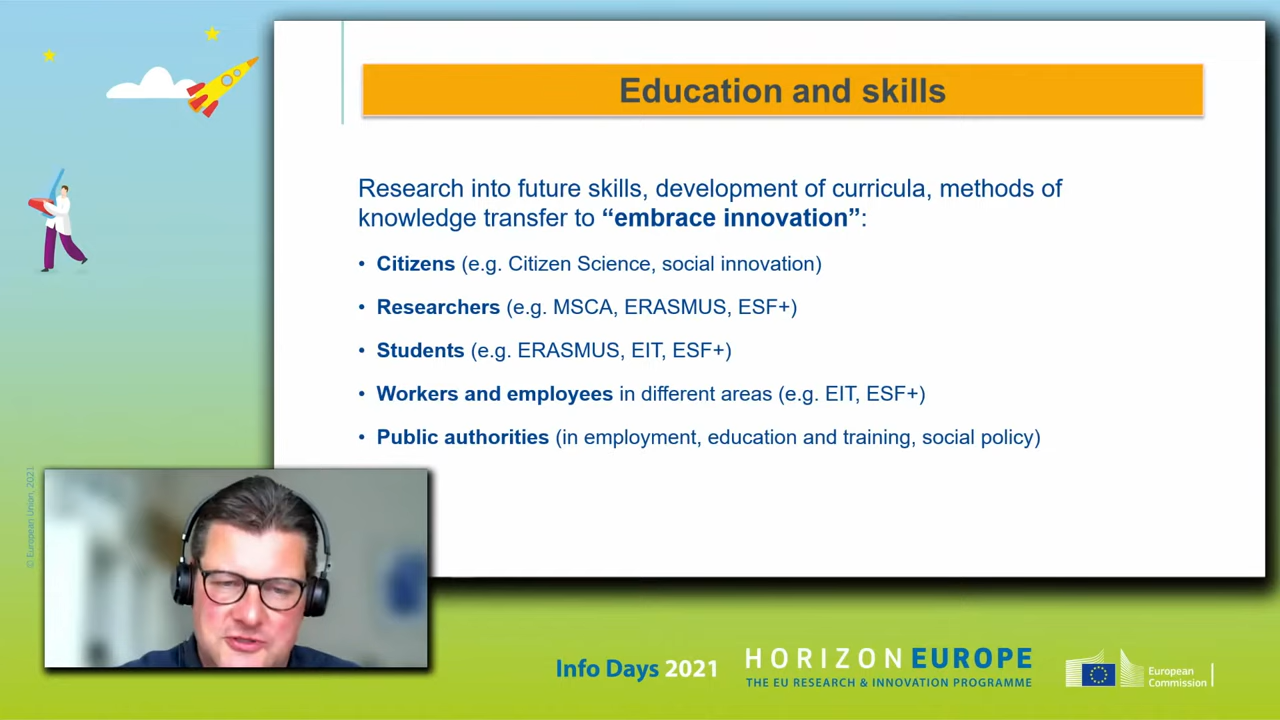 Education and skills
Research into future skills, development of curricula, methods of
knowledge transfer to “embrace innovation”:
• Citizens (e.g. Citizen Science, social innovation)
• Researchers (e.g. MSCA, ERASMUS, ESF+)
• Students (e.g. ERASMUS, EIT, ESF+)
• Workers and employees in different areas (e.g. EIT, ESF+)
• Public authorities (in employment, education and training, social policy)
© European Union, 2021
Info Days 2021
HORIZON EUROPE
THE EU RESEARCH & INNOVATION PROGRAMME
European
Commission